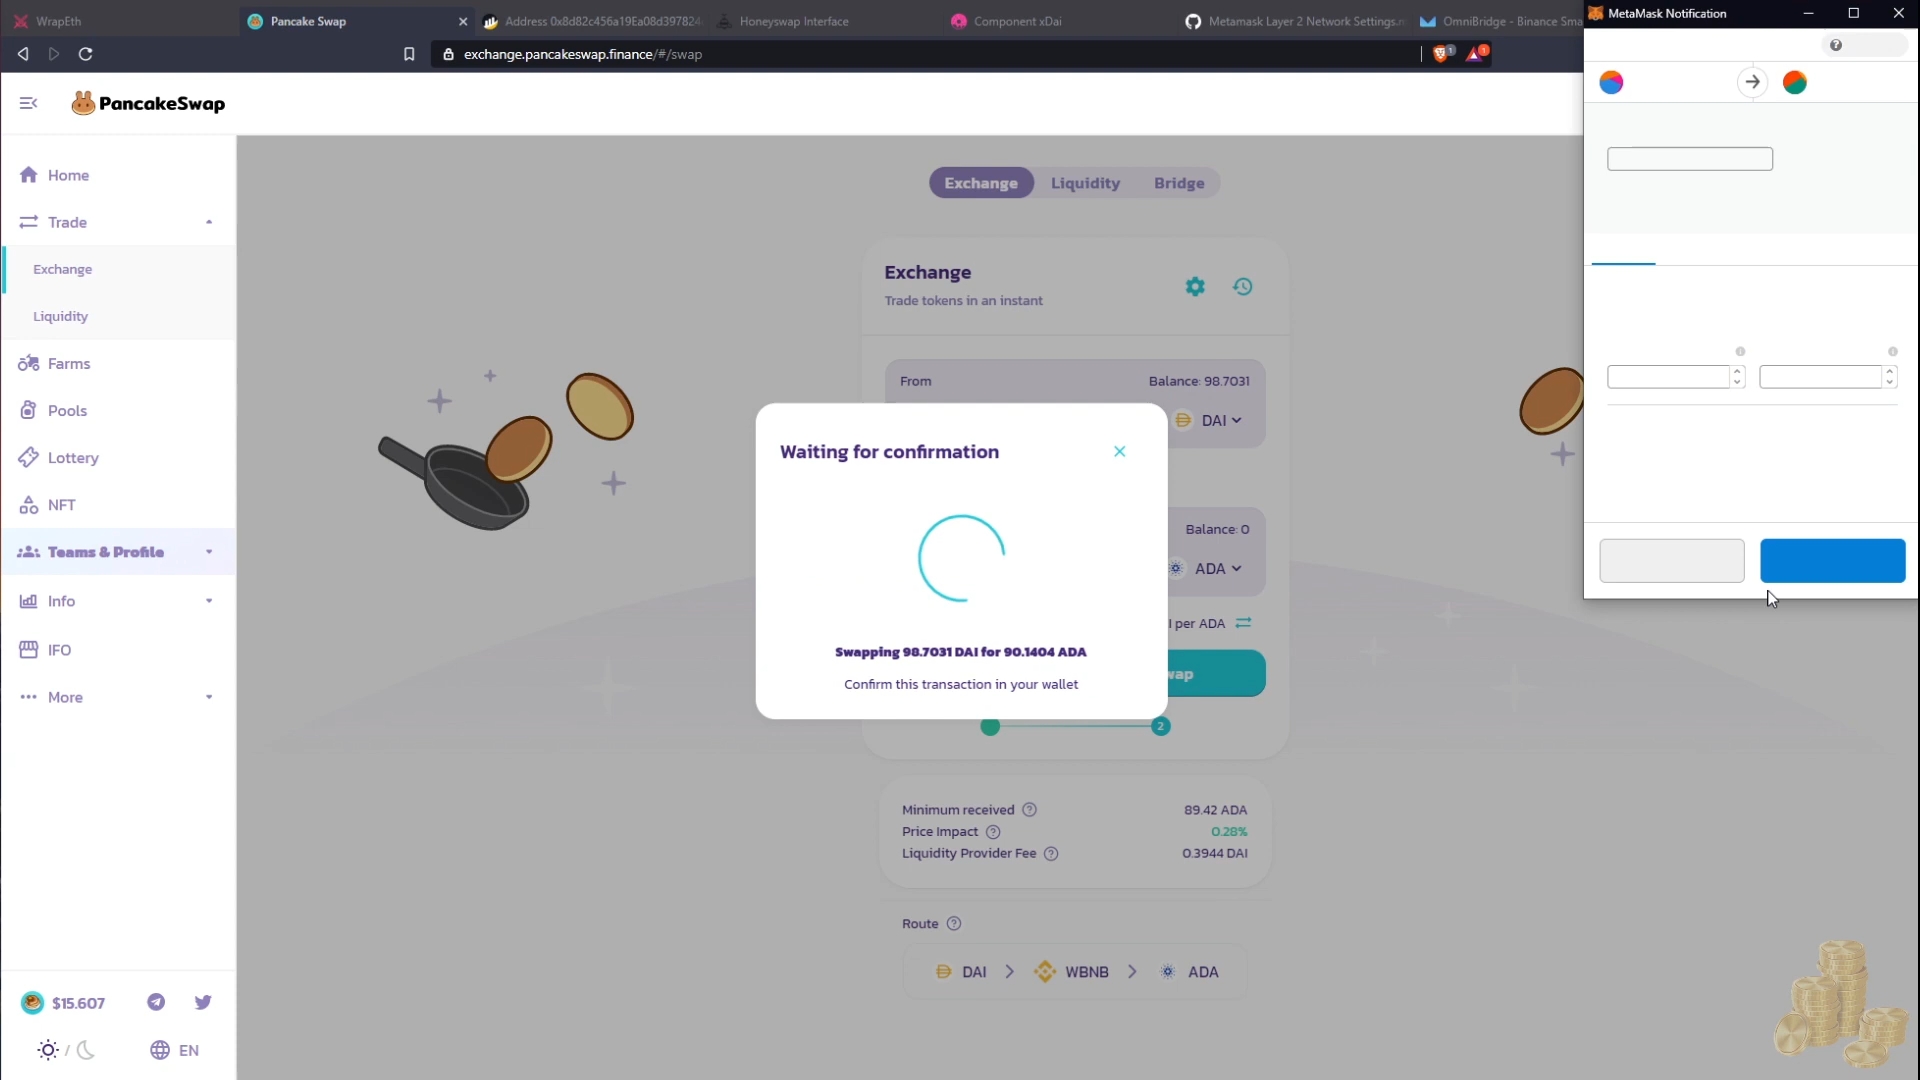 WrapEth
Pancake Swap
Address 0x8d82c456a19Ea08d397824
Honeyswap Interface
Component xDai
Metamask Layer 2 Network Settings.m
OmniBridge - Binance Sma
MetaMask Notification
exchange.pancakeswap.finance/#/swap
1
1
?
PancakeSwap
Home
Trade
Exchange
Liquidity
Farms
Pools
Lottery
NFT
Teams & Profile
Info
IFO
More
$15.607
/
EN
Exchange
Liquidity
Bridge
Exchange
Trade tokens in an instant
From
Balance: 98.7031
DAI
Waiting for confirmation
Swapping 98.7031 DAI for 90.1404 ADA
Confirm this transaction in your wallet
Balance: 0
ADA
I per ADA
wap
2
Minimum received ?
89.42 ADA
Price Impact ?
0.28%
Liquidity Provider Fee ?
0.3944 DAI
Route ?
DAI > WBNB > ADA